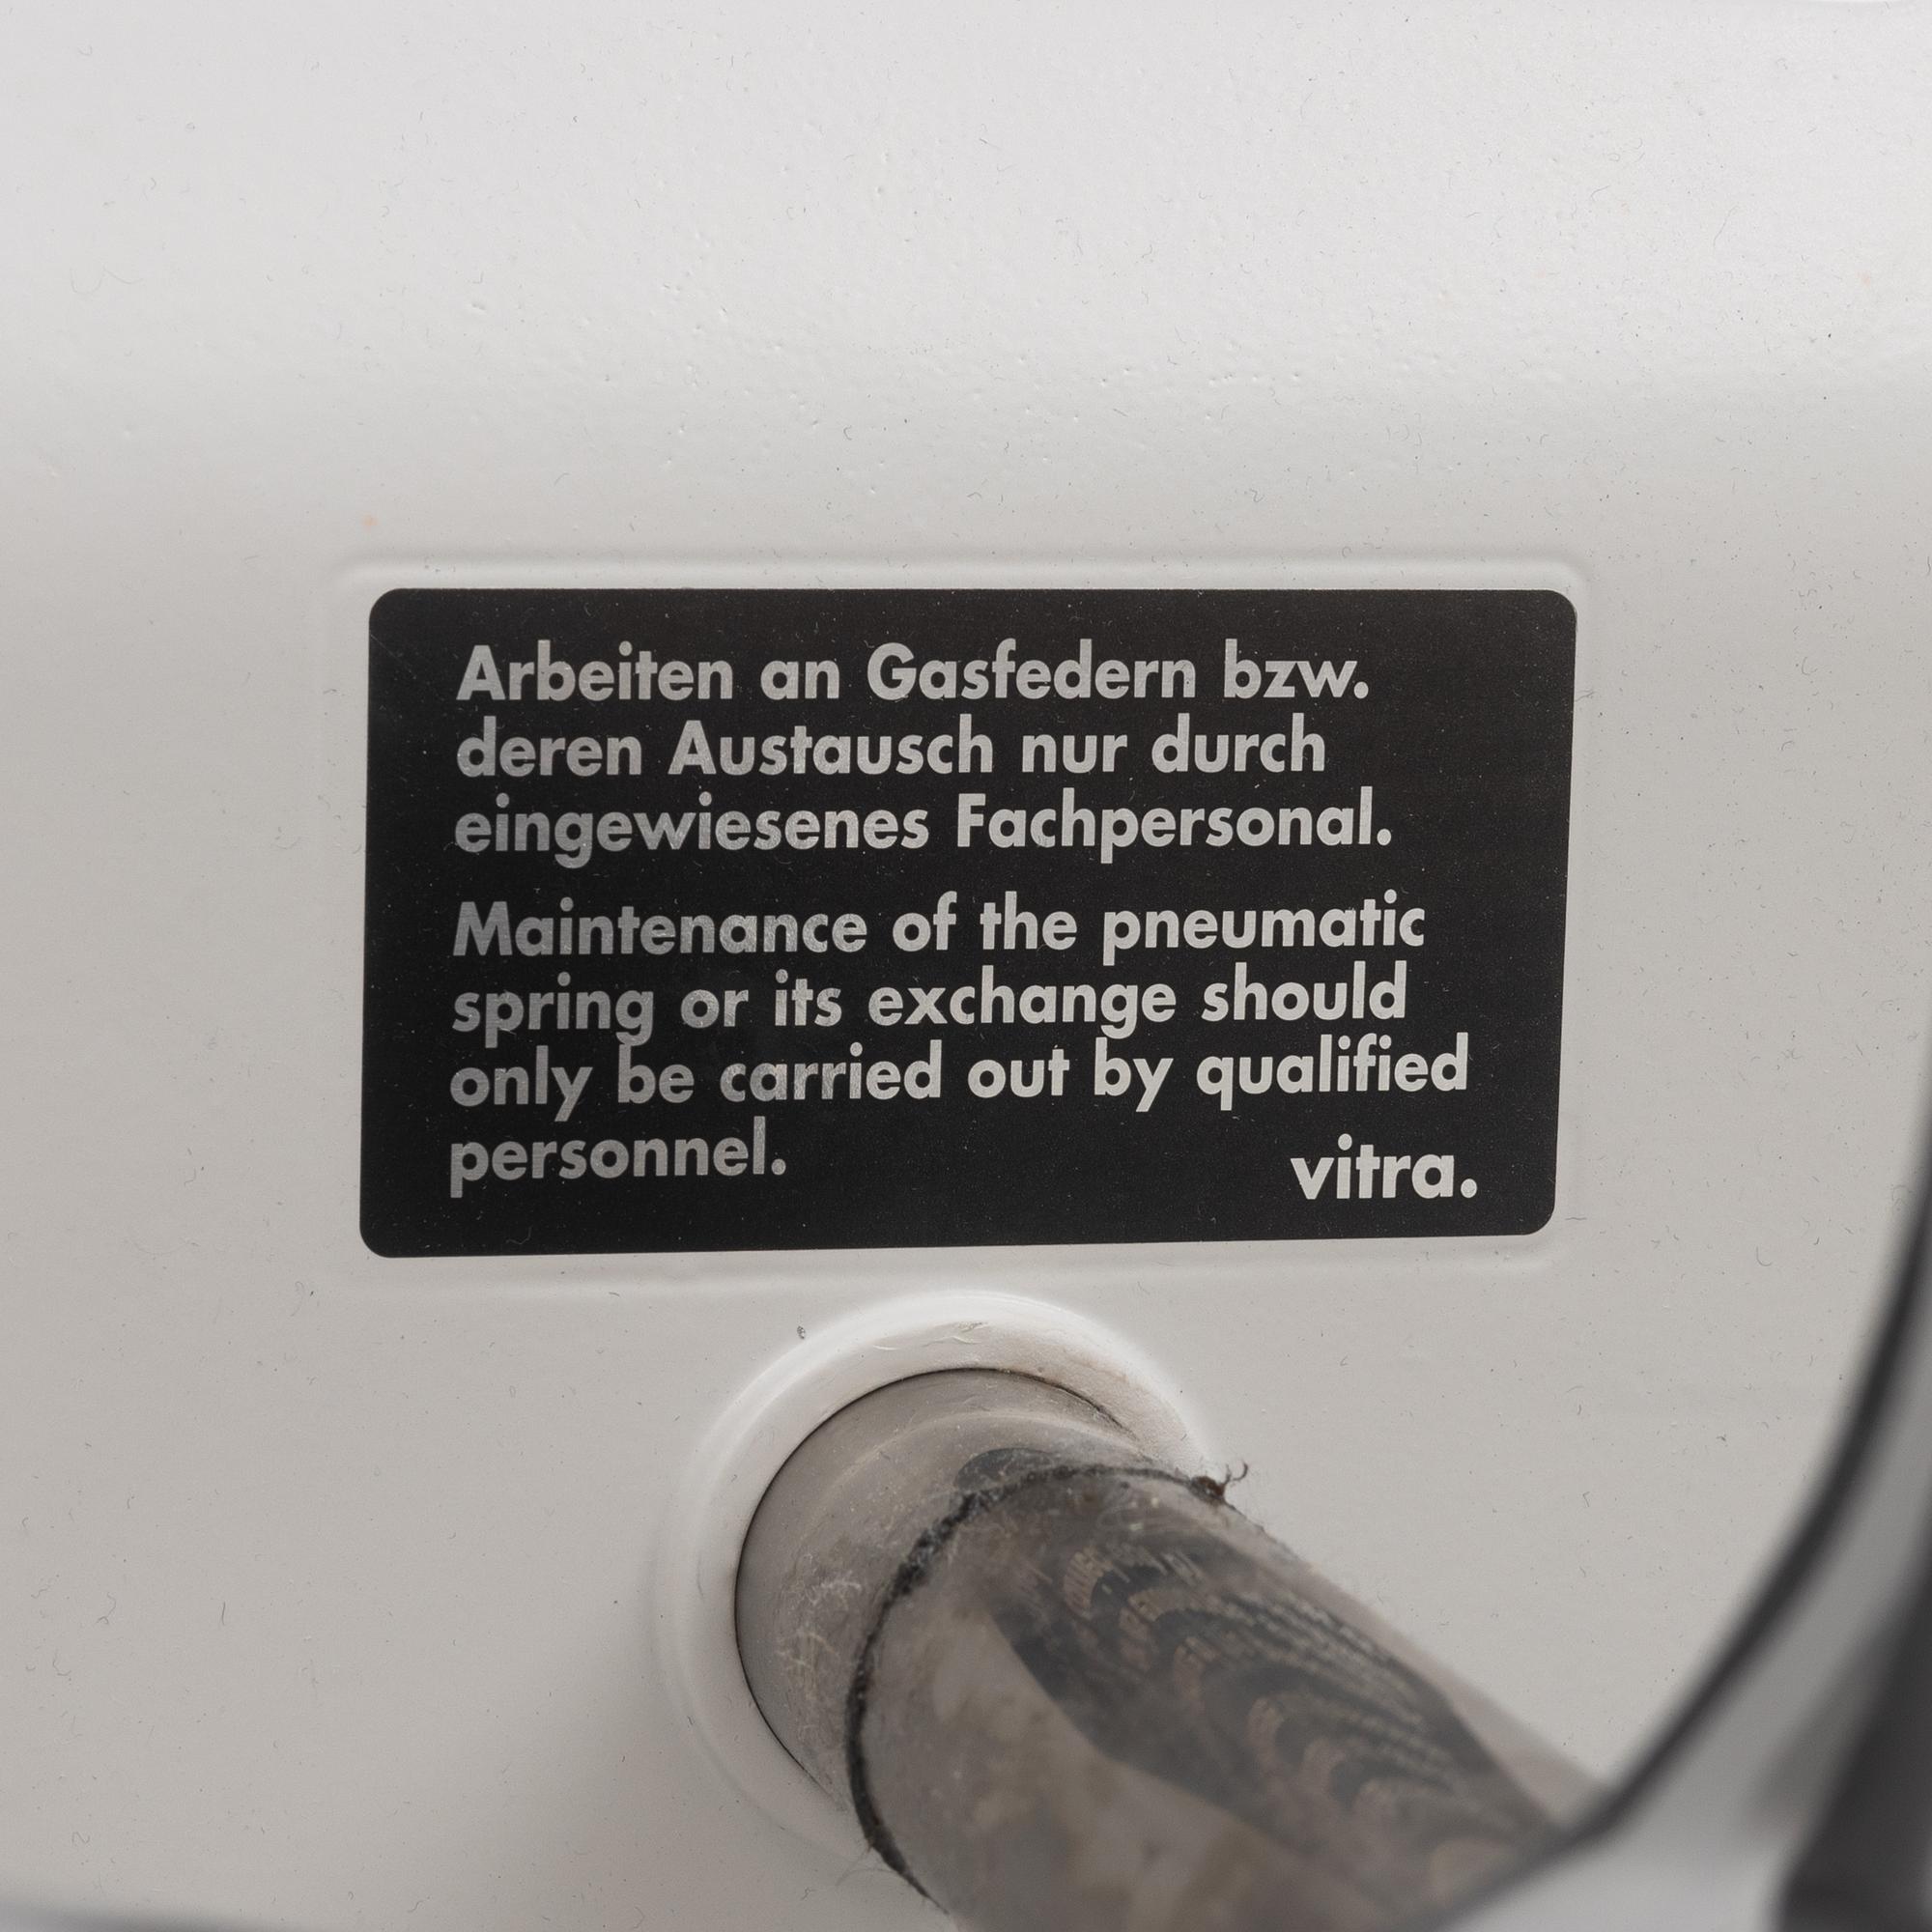 Arbeiten an Gasfedern bzw.
deren Austausch nur durch
eingewiesenes Fachpersonal.
Maintenance of the pneumatic
spring or its exchange should
only be carried out by qualified
personnel.
vitra.